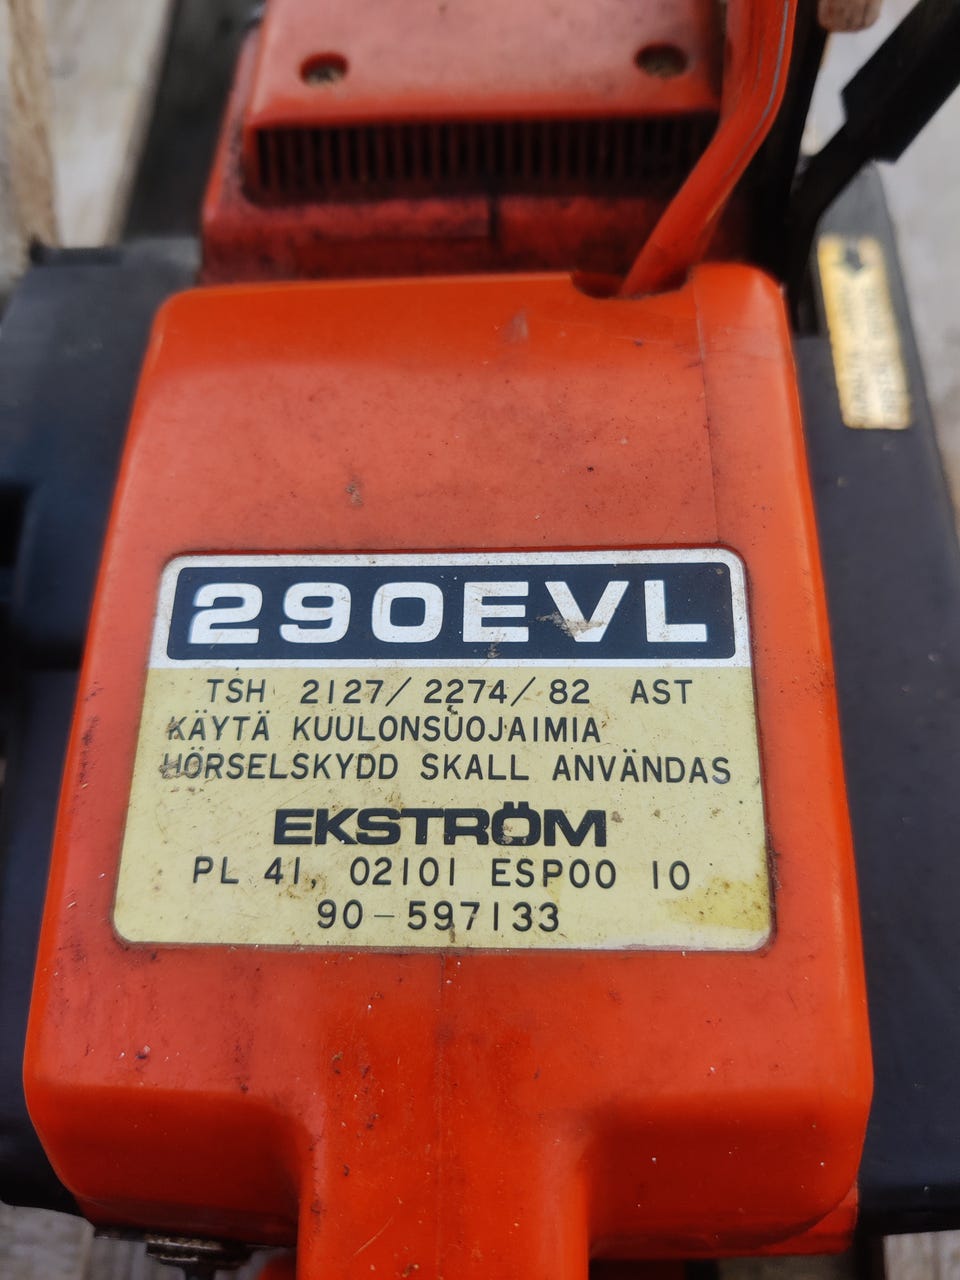 290EVL
TSH 2127/2274/82 AST
KÄYTÄ KUULONSUOJAIMIA
HÖRSELSKYDD SKALL ANVÄNDAS
EKSTRÖM
PL 41, 02101 ESPOO 10
90-597133